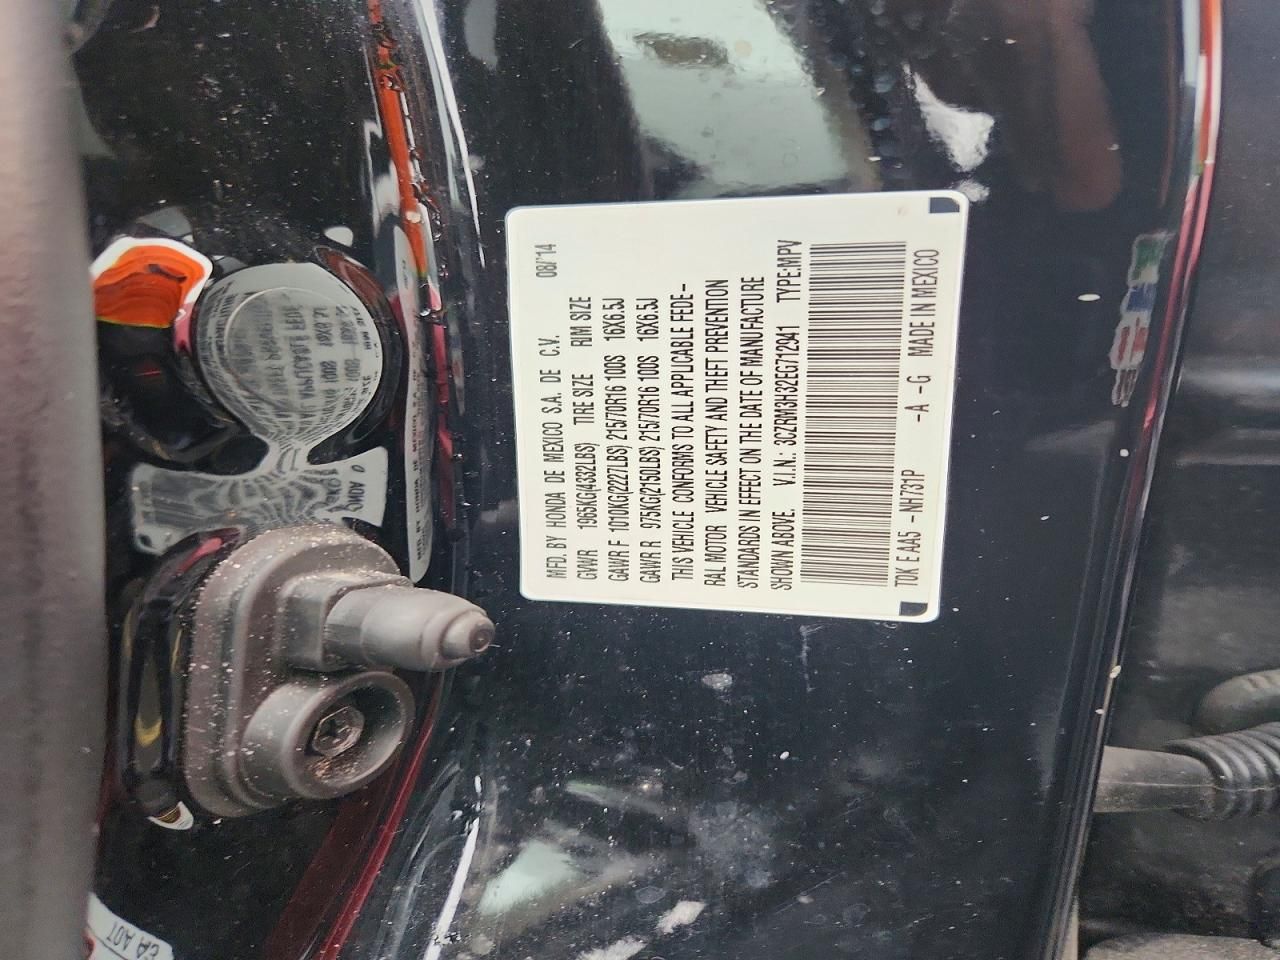 MFD. BY HONDA DE MEXICO S.A. DE C.V. 08/'14
GVWR 1965KG(4332LBS) TIRE SIZE RIM SIZE
GAWR F 1010KG(2227LBS) 215/70R16 100S 16X6.5J
GAWR R 975KG(2150LBS) 215/70R16 100S 16X6.5J
THIS VEHICLE CONFORMS TO ALL APPLICABLE FEDE-
RAL MOTOR VEHICLE SAFETY AND THEFT PREVENTION
STANDARDS IN EFFECT ON THE DATE OF MANUFACTURE
SHOWN ABOVE. V.I.N.: 3CZRM3H32EG712941 TYPE:MPV
TDK E AA5 -NH731P -A -G MADE IN MEXICO